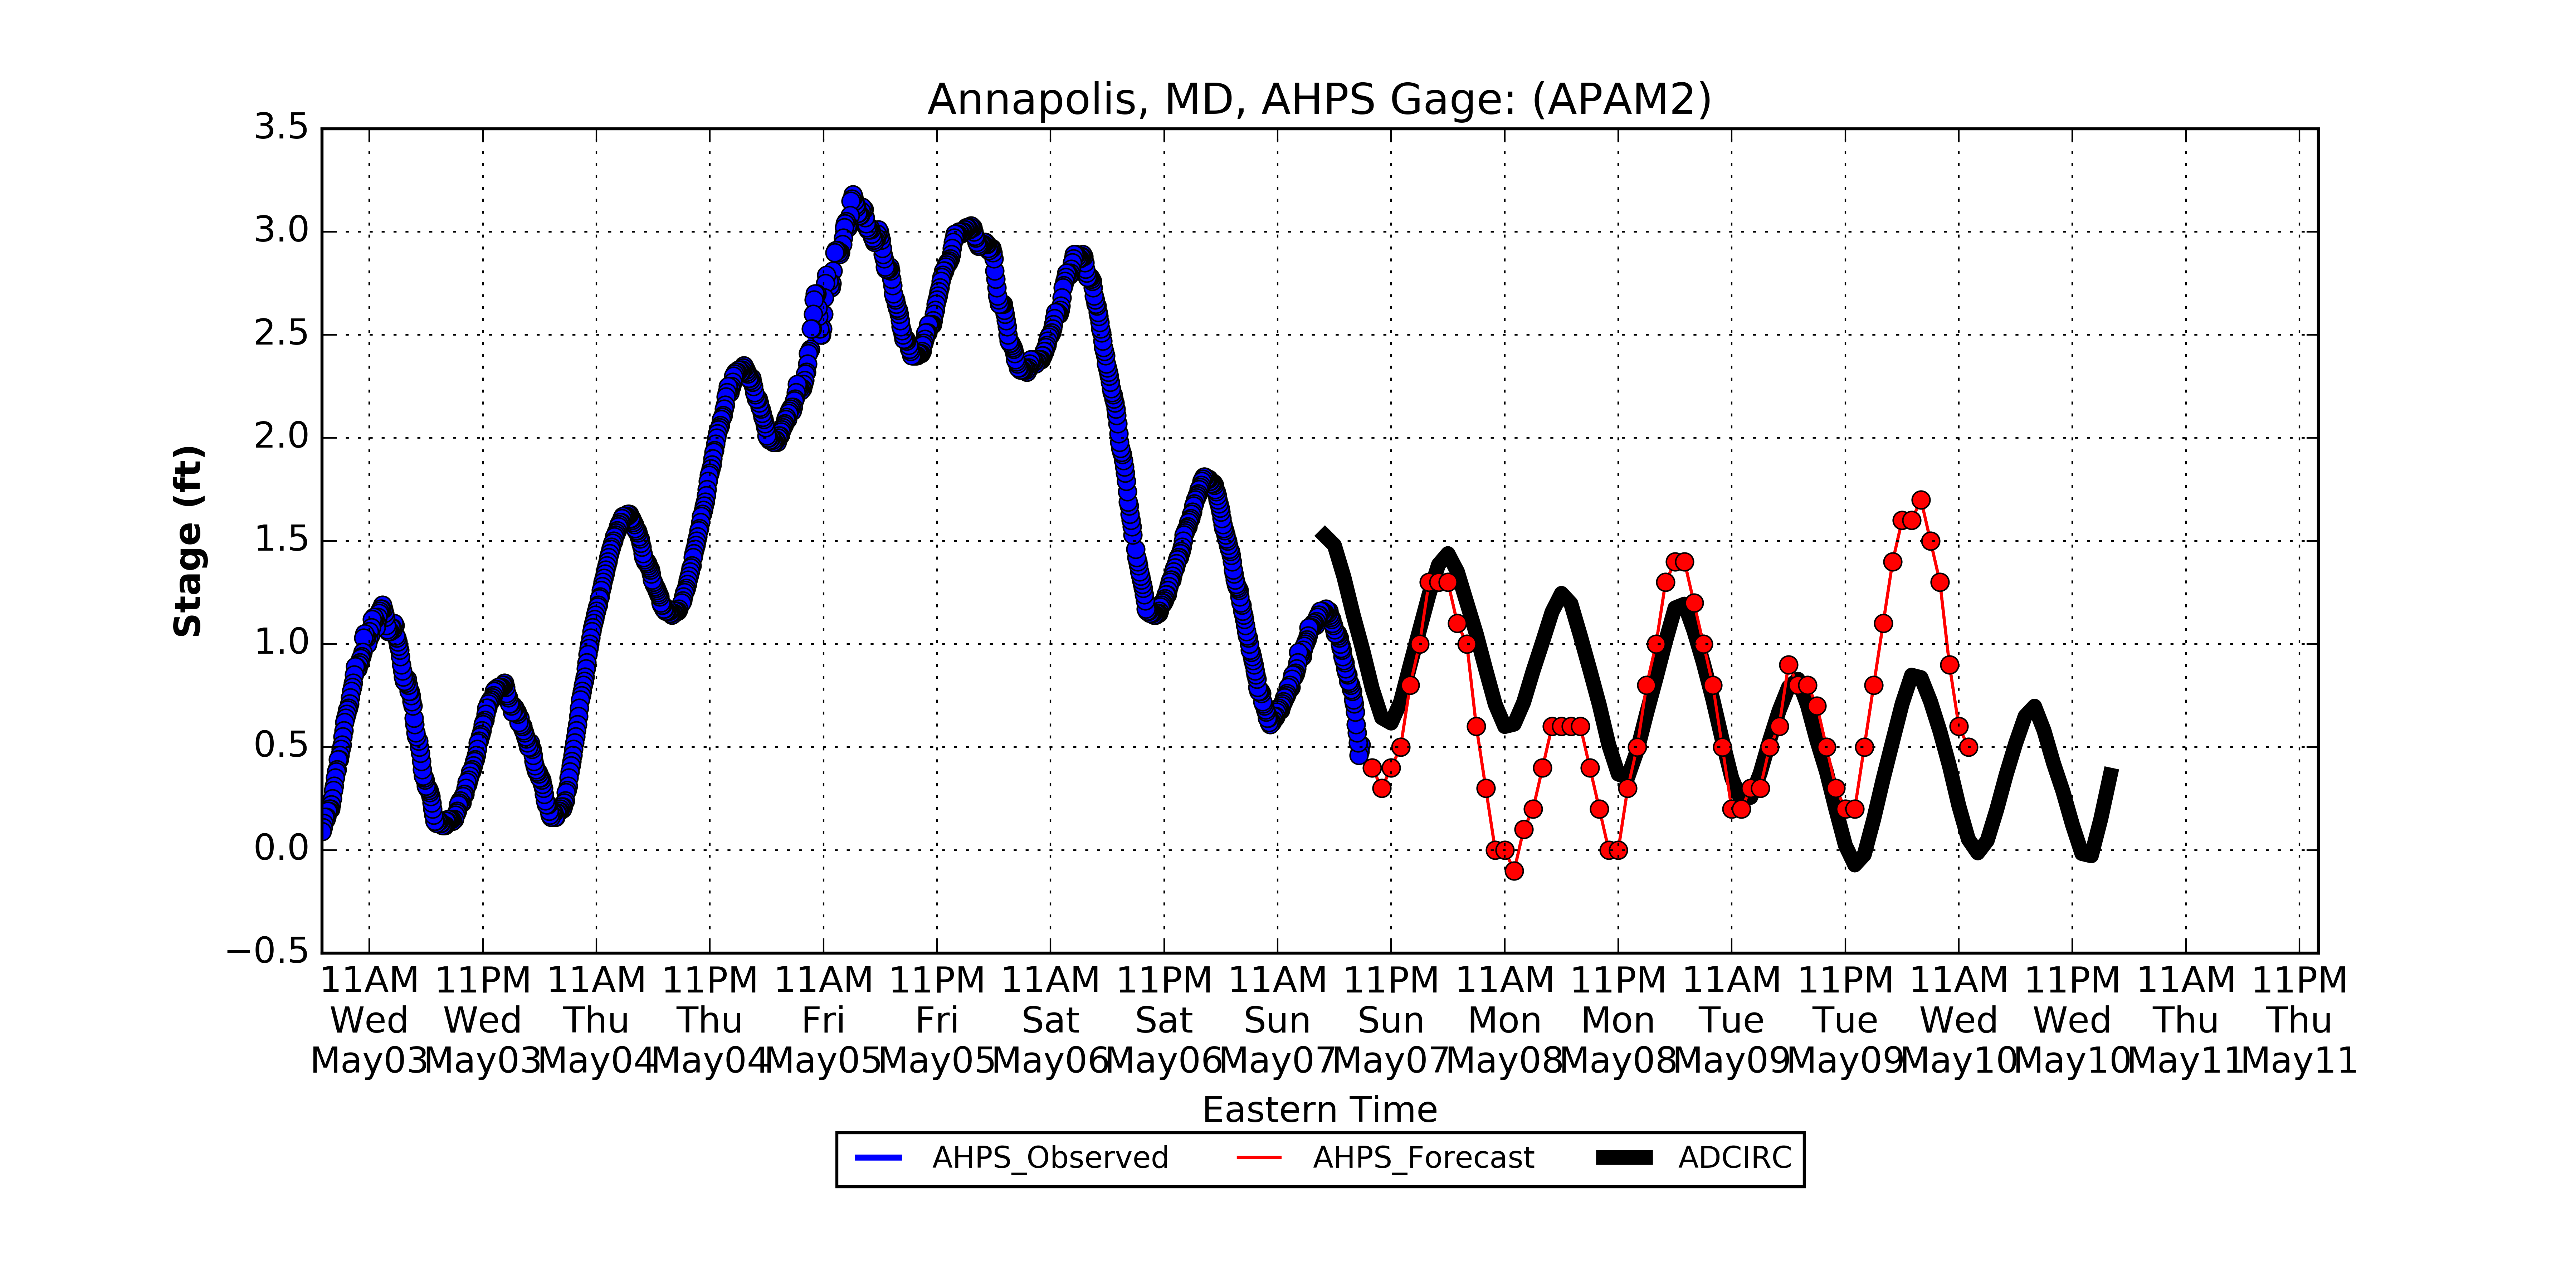 Annapolis, MD, AHPS Gage: (APAM2)
3.5
3.0
2.5
2.0
1.5
1.0
0.5
0.0
−0.5
Stage (ft)
11AM 11PM 11AM 11PM 11AM 11PM 11AM 11PM 11AM 11PM 11AM 11PM 11AM 11PM 11AM 11PM 11AM 11PM
Wed Wed Thu Thu Fri Fri Sat Sat Sun Sun Mon Mon Tue Tue Wed Wed Thu Thu
May03 May03 May04 May04 May05 May05 May06 May06 May07 May07 May08 May08 May09 May09 May10 May10 May11 May11
Eastern Time
AHPS_Observed AHPS_Forecast ADCIRC